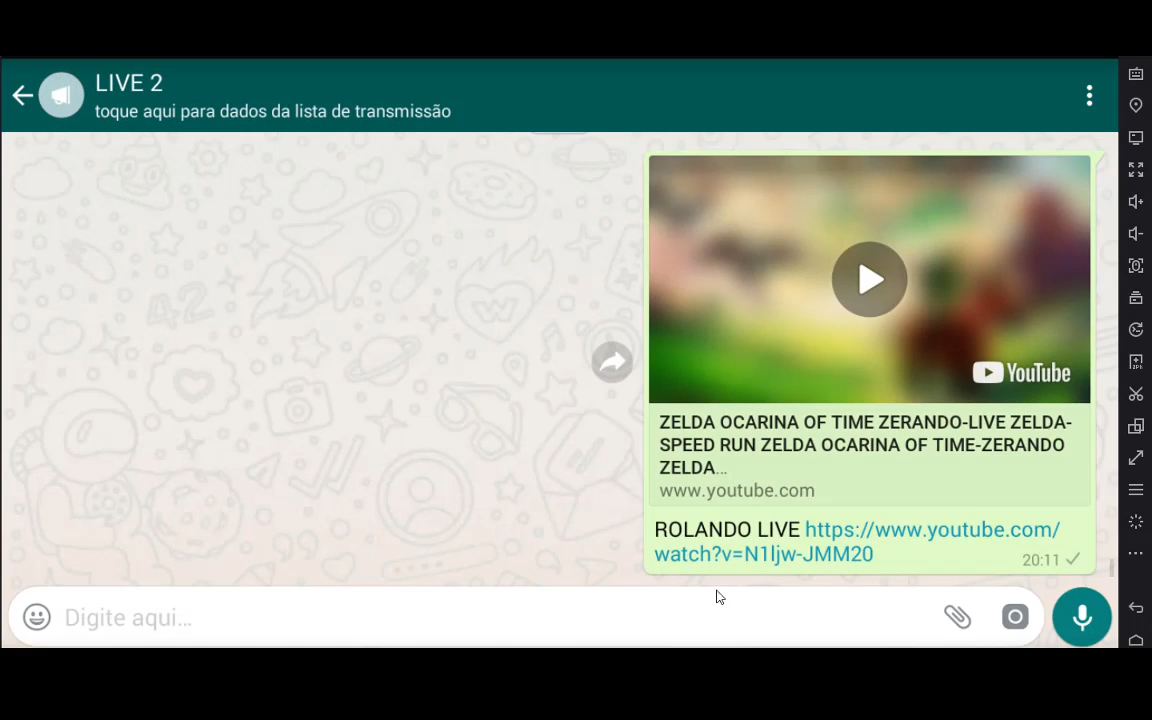 LIVE 2
toque aqui para dados da lista de transmissão
YouTube
ZELDA OCARINA OF TIME ZERANDO-LIVE ZELDA-
SPEED RUN ZELDA OCARINA OF TIME-ZERANDO
ZELDA...
www.youtube.com
ROLANDO LIVE https://www.youtube.com/
watch?v=N1ljw-JMM20
20:11
Digite aqui...